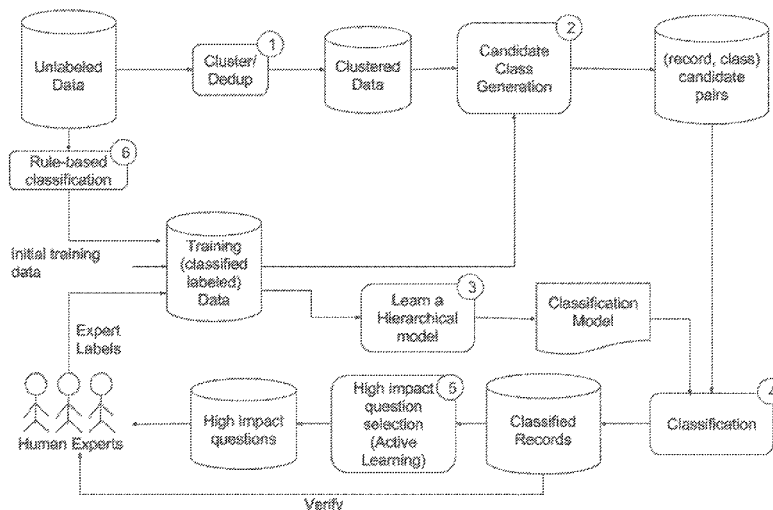 1
2
Unlabeled
Data
Cluster/
Dedup
Clustered
Data
Candidate
Class
Generation
(record, class)
candidate
pairs
6
Rule-based
classification
Initial training
data
Training
(classified
labeled)
Data
3
Learn a
Hierarchical
model
Classification
Model
Expert
Labels
Human Experts
High impact
questions
5
High impact
question
selection
(Active
Learning)
Classified
Records
4
Classification
Verify